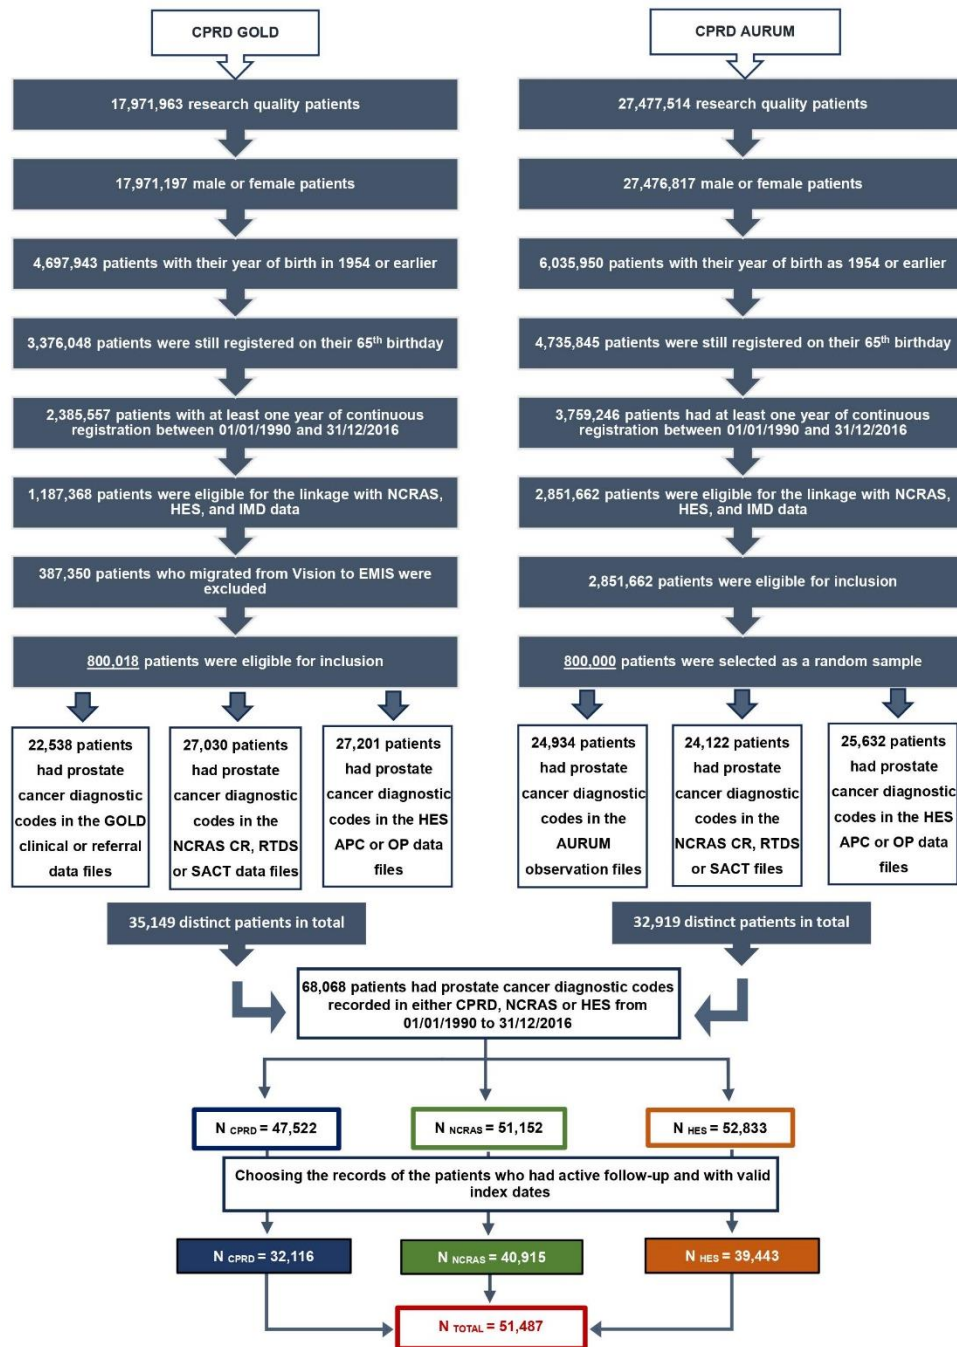 CPRD GOLD
17,971,963 research quality patients
17,971,197 male or female patients
4,697,943 patients with their year of birth in 1954 or earlier
3,376,048 patients were still registered on their 65th birthday
2,385,557 patients with at least one year of continuous
registration between 01/01/1990 and 31/12/2016
1,187,368 patients were eligible for the linkage with NCRAS,
HES, and IMD data
387,350 patients who migrated from Vision to EMIS were
excluded
800,018 patients were eligible for inclusion
22,538 patients
had prostate
cancer diagnostic
codes in the GOLD
clinical or referral
data files
27,030 patients
had prostate
cancer diagnostic
codes in the
NCRAS CR, RTDS
or SACT data files
27,201 patients
had prostate
cancer diagnostic
codes in the HES
APC or OP data
files
35,149 distinct patients in total
CPRD AURUM
27,477,514 research quality patients
27,476,817 male or female patients
6,035,950 patients with their year of birth as 1954 or earlier
4,735,845 patients were still registered on their 65th birthday
3,759,246 patients had at least one year of continuous
registration between 01/01/1990 and 31/12/2016
2,851,662 patients were eligible for the linkage with NCRAS,
HES, and IMD data
2,851,662 patients were eligible for inclusion
800,000 patients were selected as a random sample
24,934 patients
had prostate
cancer diagnostic
codes in the
AURUM
observation files
24,122 patients
had prostate
cancer diagnostic
codes in the
NCRAS CR, RTDS
or SACT files
25,632 patients
had prostate
cancer diagnostic
codes in the HES
APC or OP data
files
32,919 distinct patients in total
68,068 patients had prostate cancer diagnostic codes
recorded in either CPRD, NCRAS or HES from
01/01/1990 to 31/12/2016
N CPRD = 47,522
N NCRAS = 51,152
N HES = 52,833
Choosing the records of the patients who had active follow-up and with valid
index dates
N CPRD = 32,116
N NCRAS = 40,915
N HES = 39,443
N TOTAL = 51,487